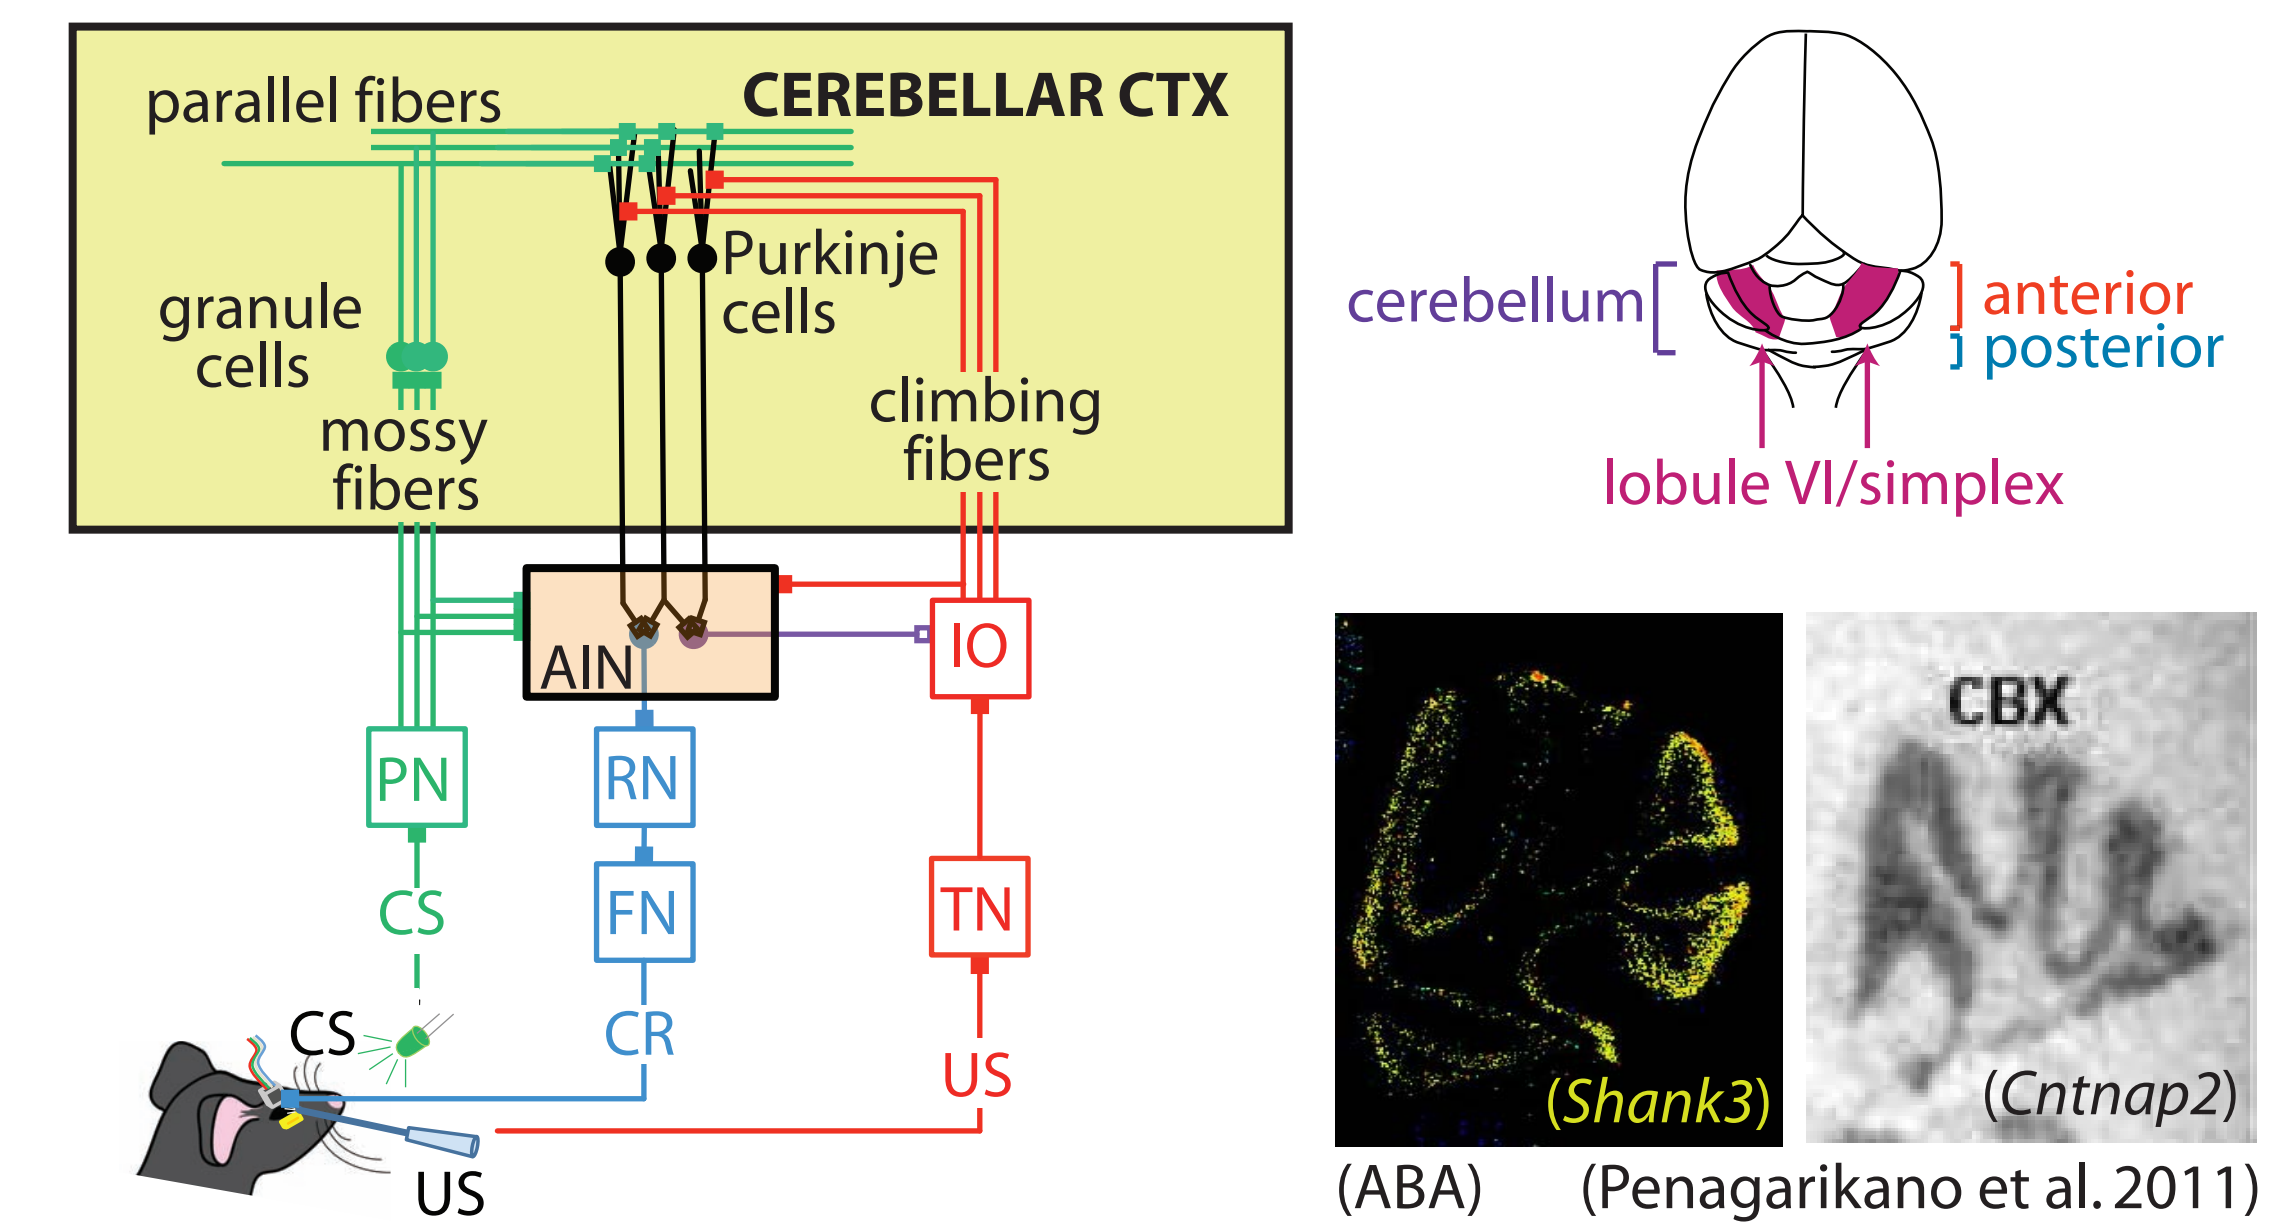 parallel fibers
CEREBELLAR CTX
Purkinje
cells
granule
cells
mossy
fibers
climbing
fibers
AIN
IO
PN
RN
FN
TN
CS
CR
US
CS
US
cerebellum
anterior
posterior
lobule VI/simplex
(Shank3)
CBX
(Cntnap2)
(ABA)
(Penagarikano et al. 2011)